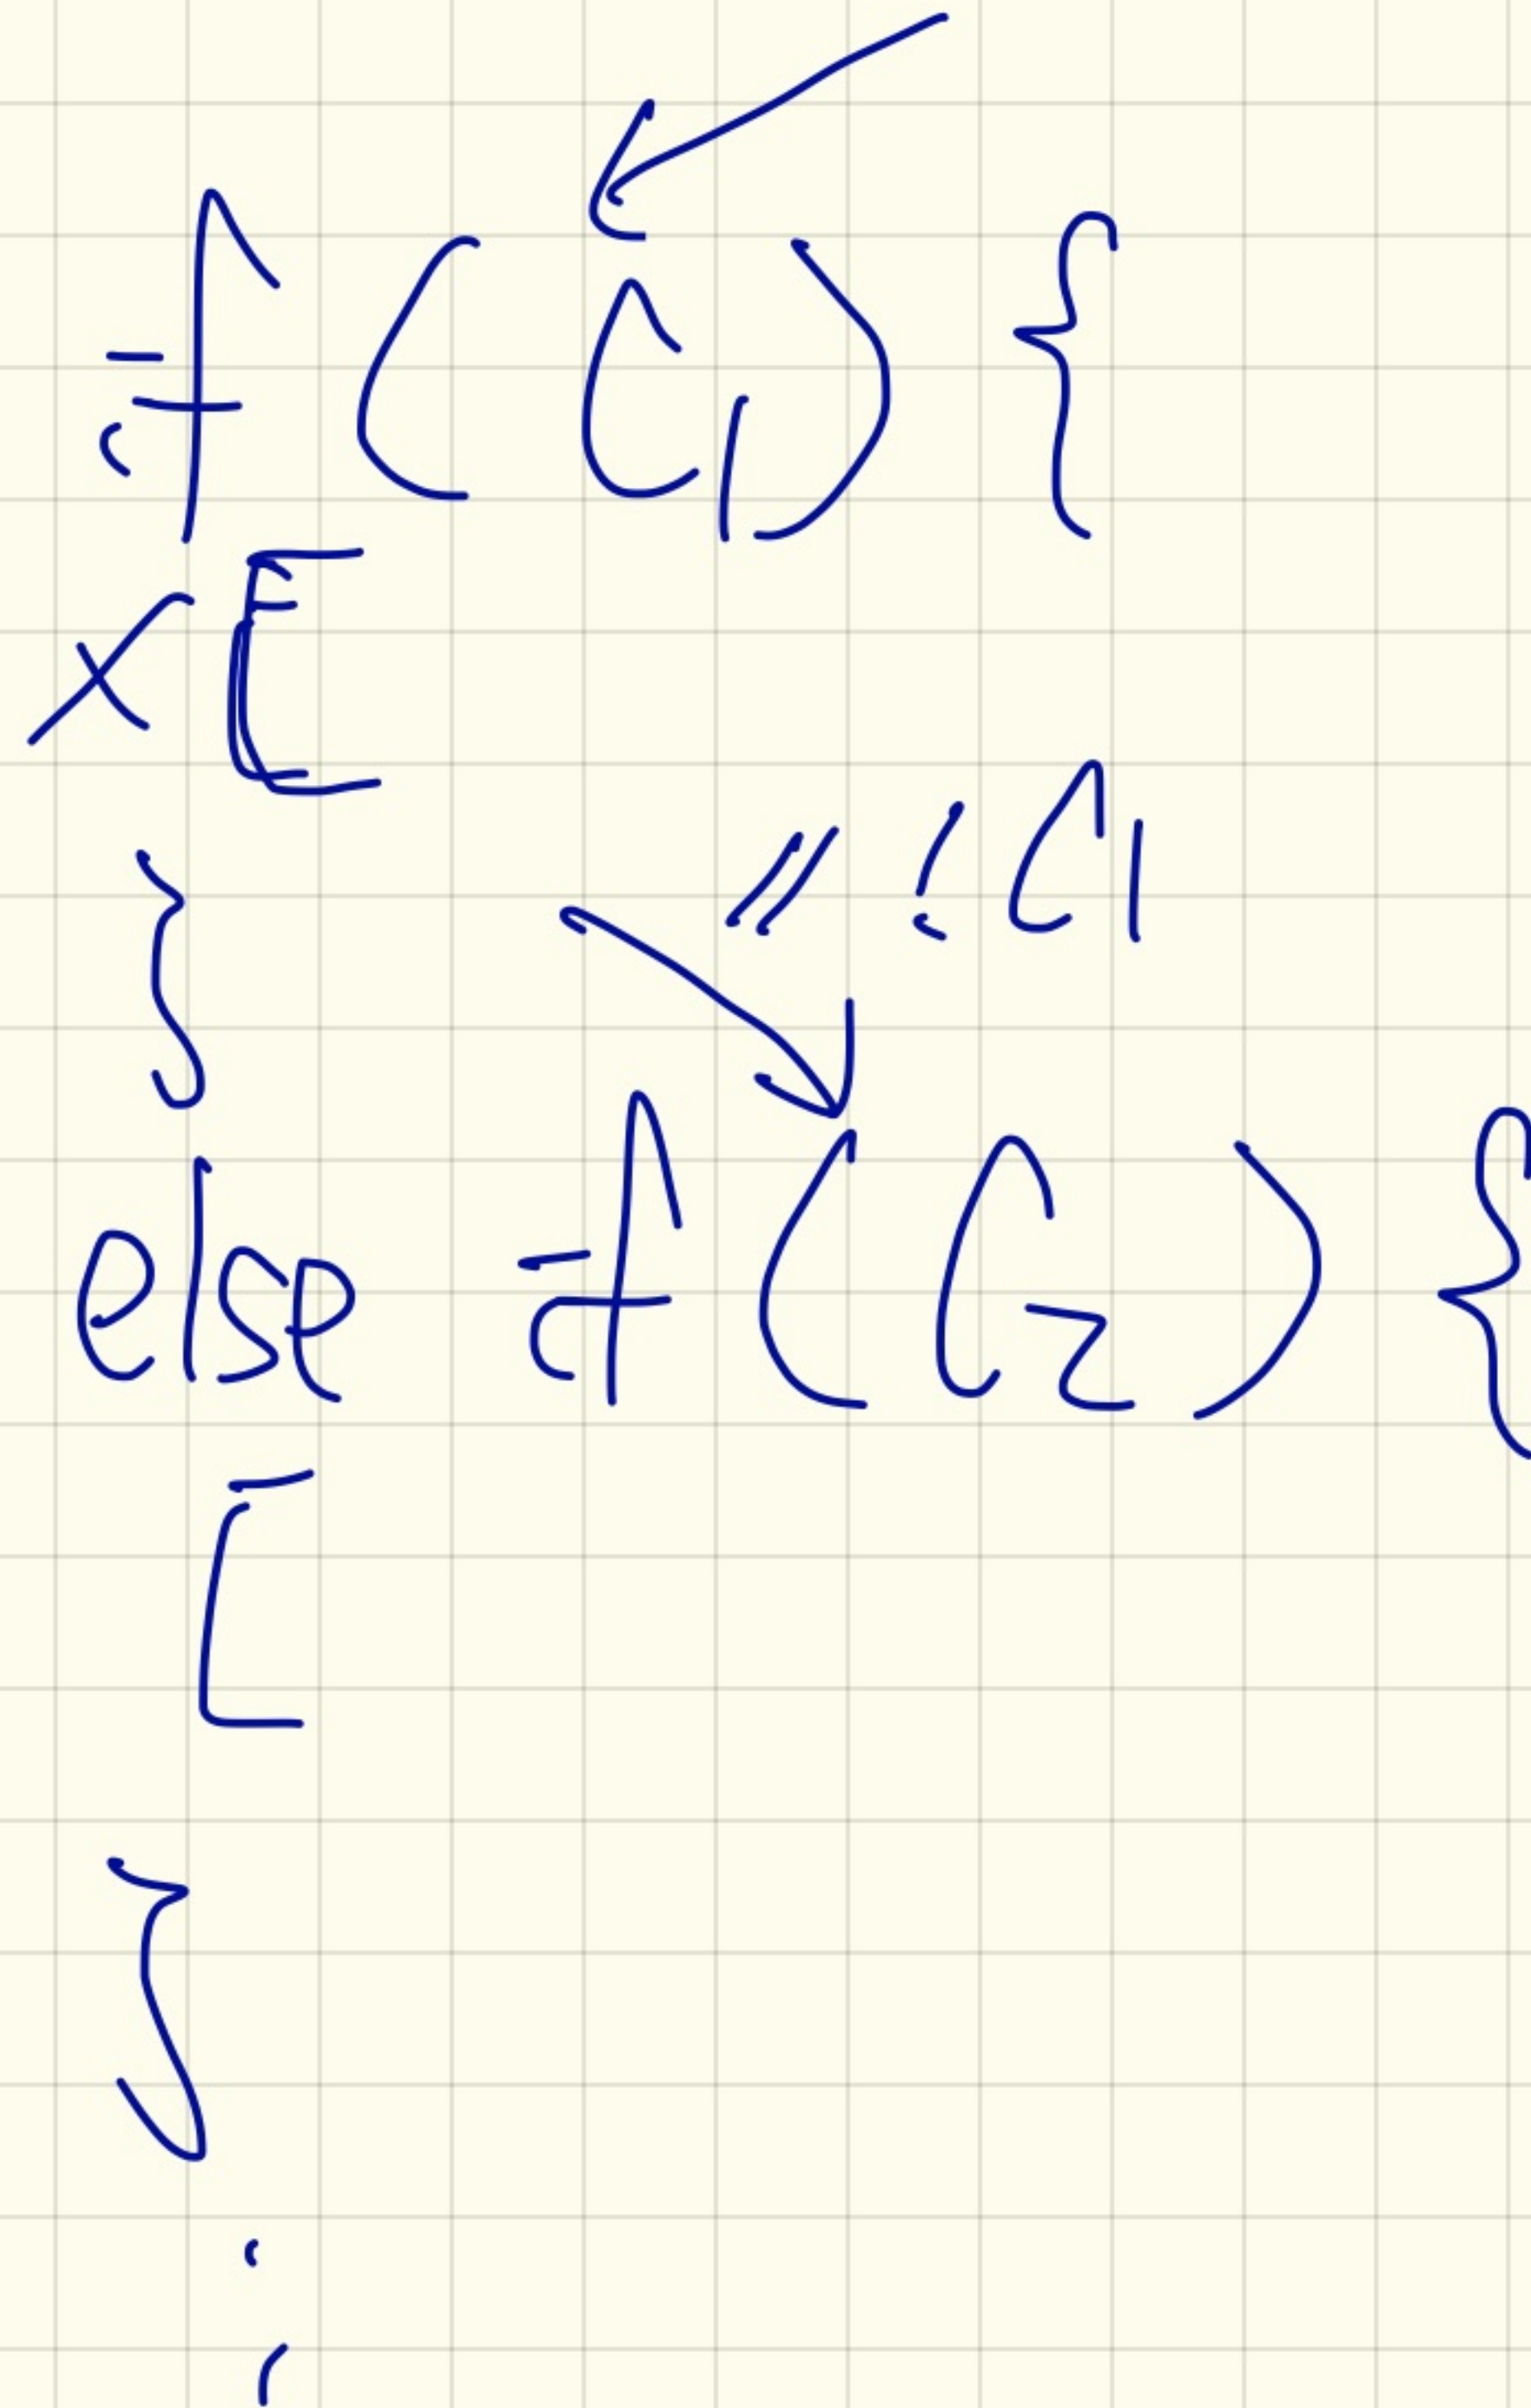 if (C1) {
x [
} // !C1
else if (C2) {
[
}